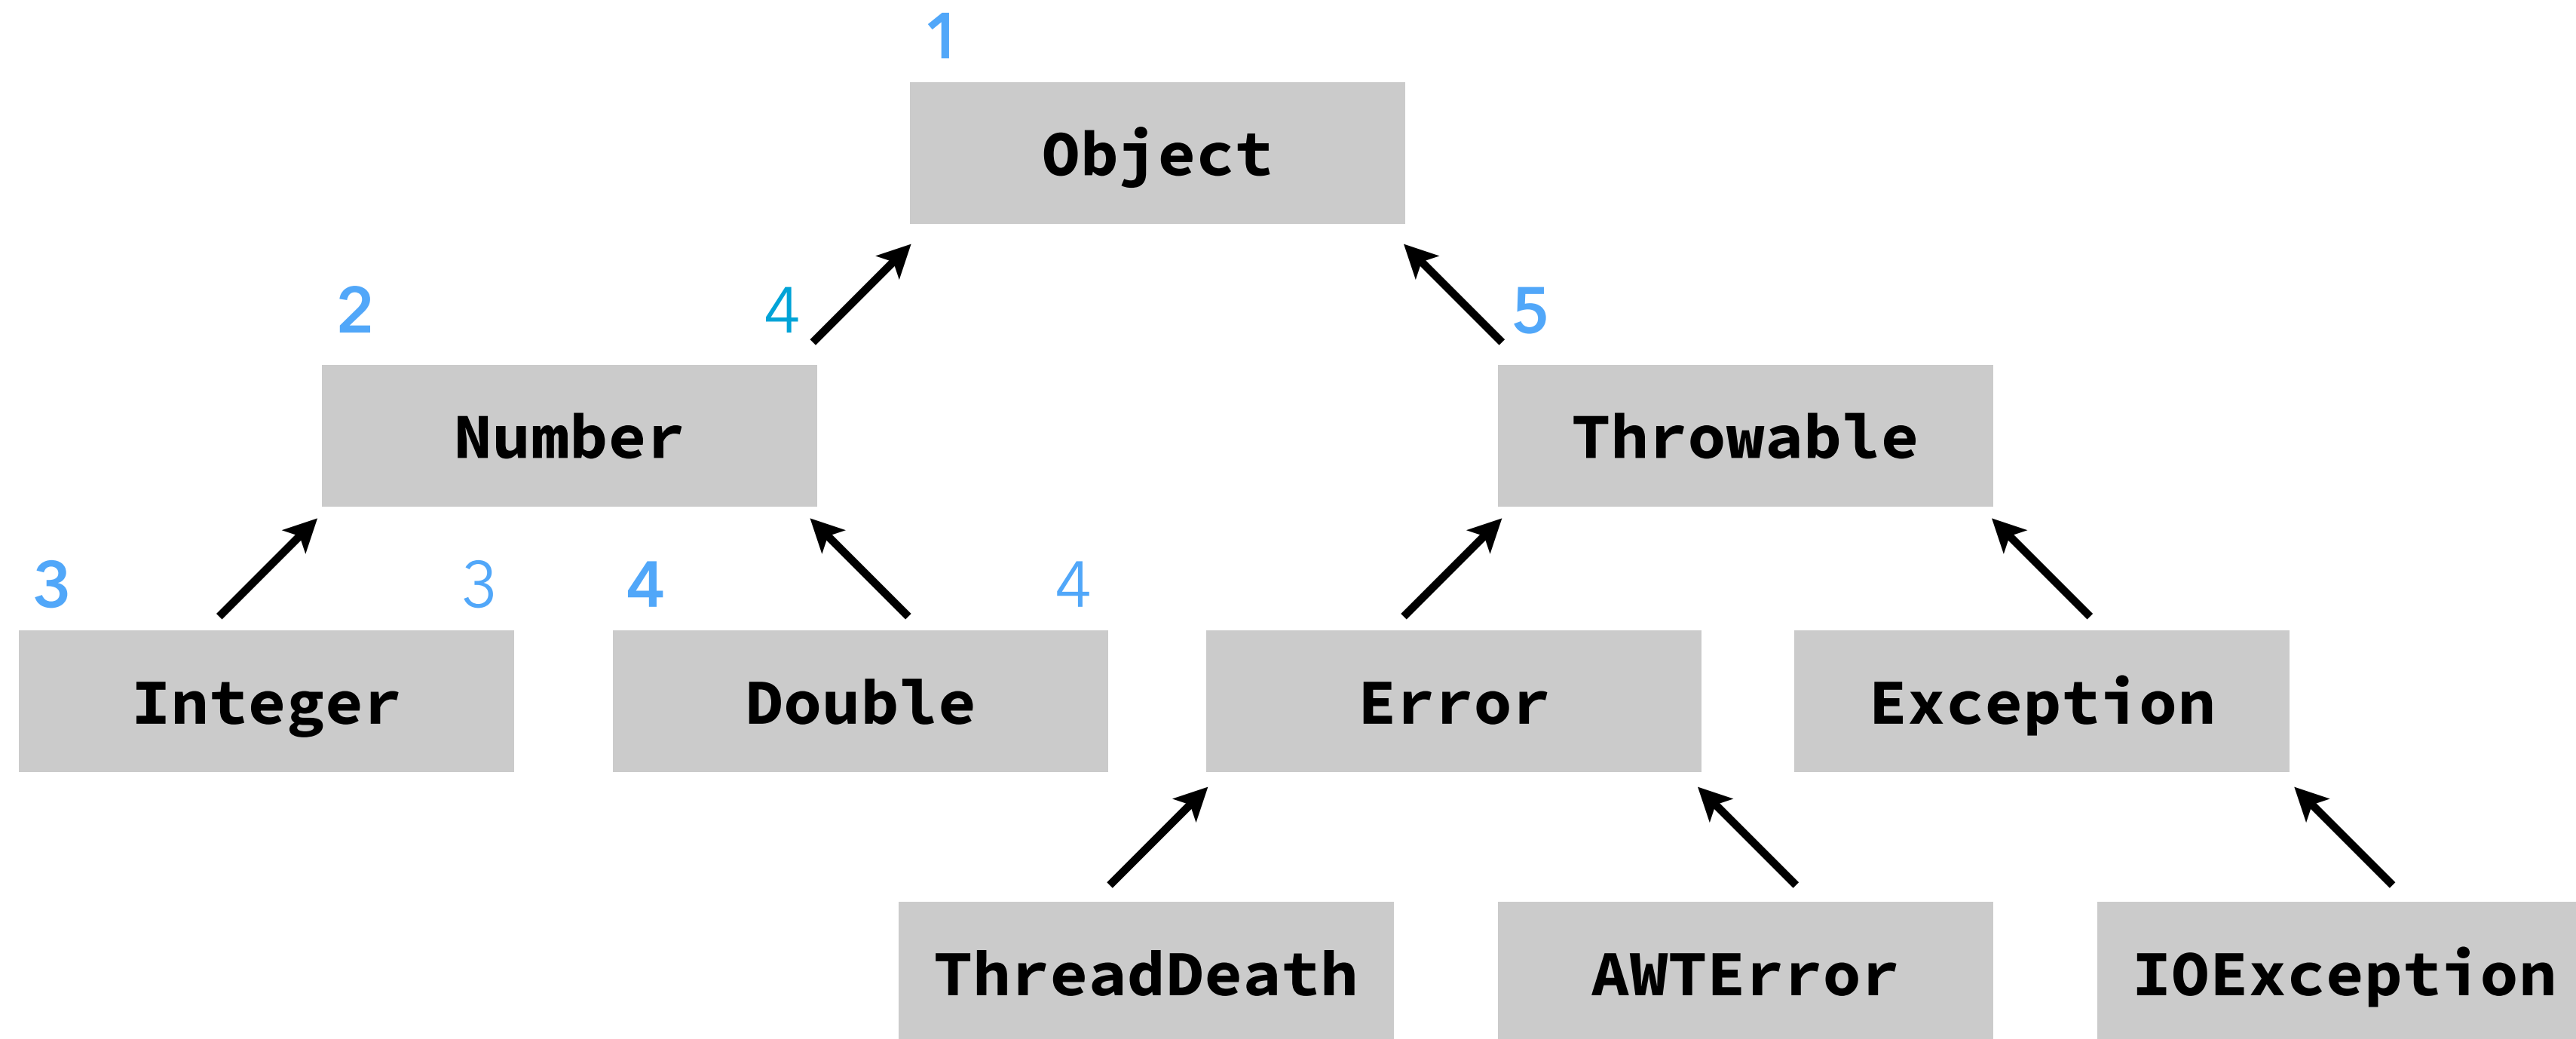 1
Object
2 4 5
Number Throwable
3 3 4 4
Integer Double Error Exception
ThreadDeath AWTError IOException